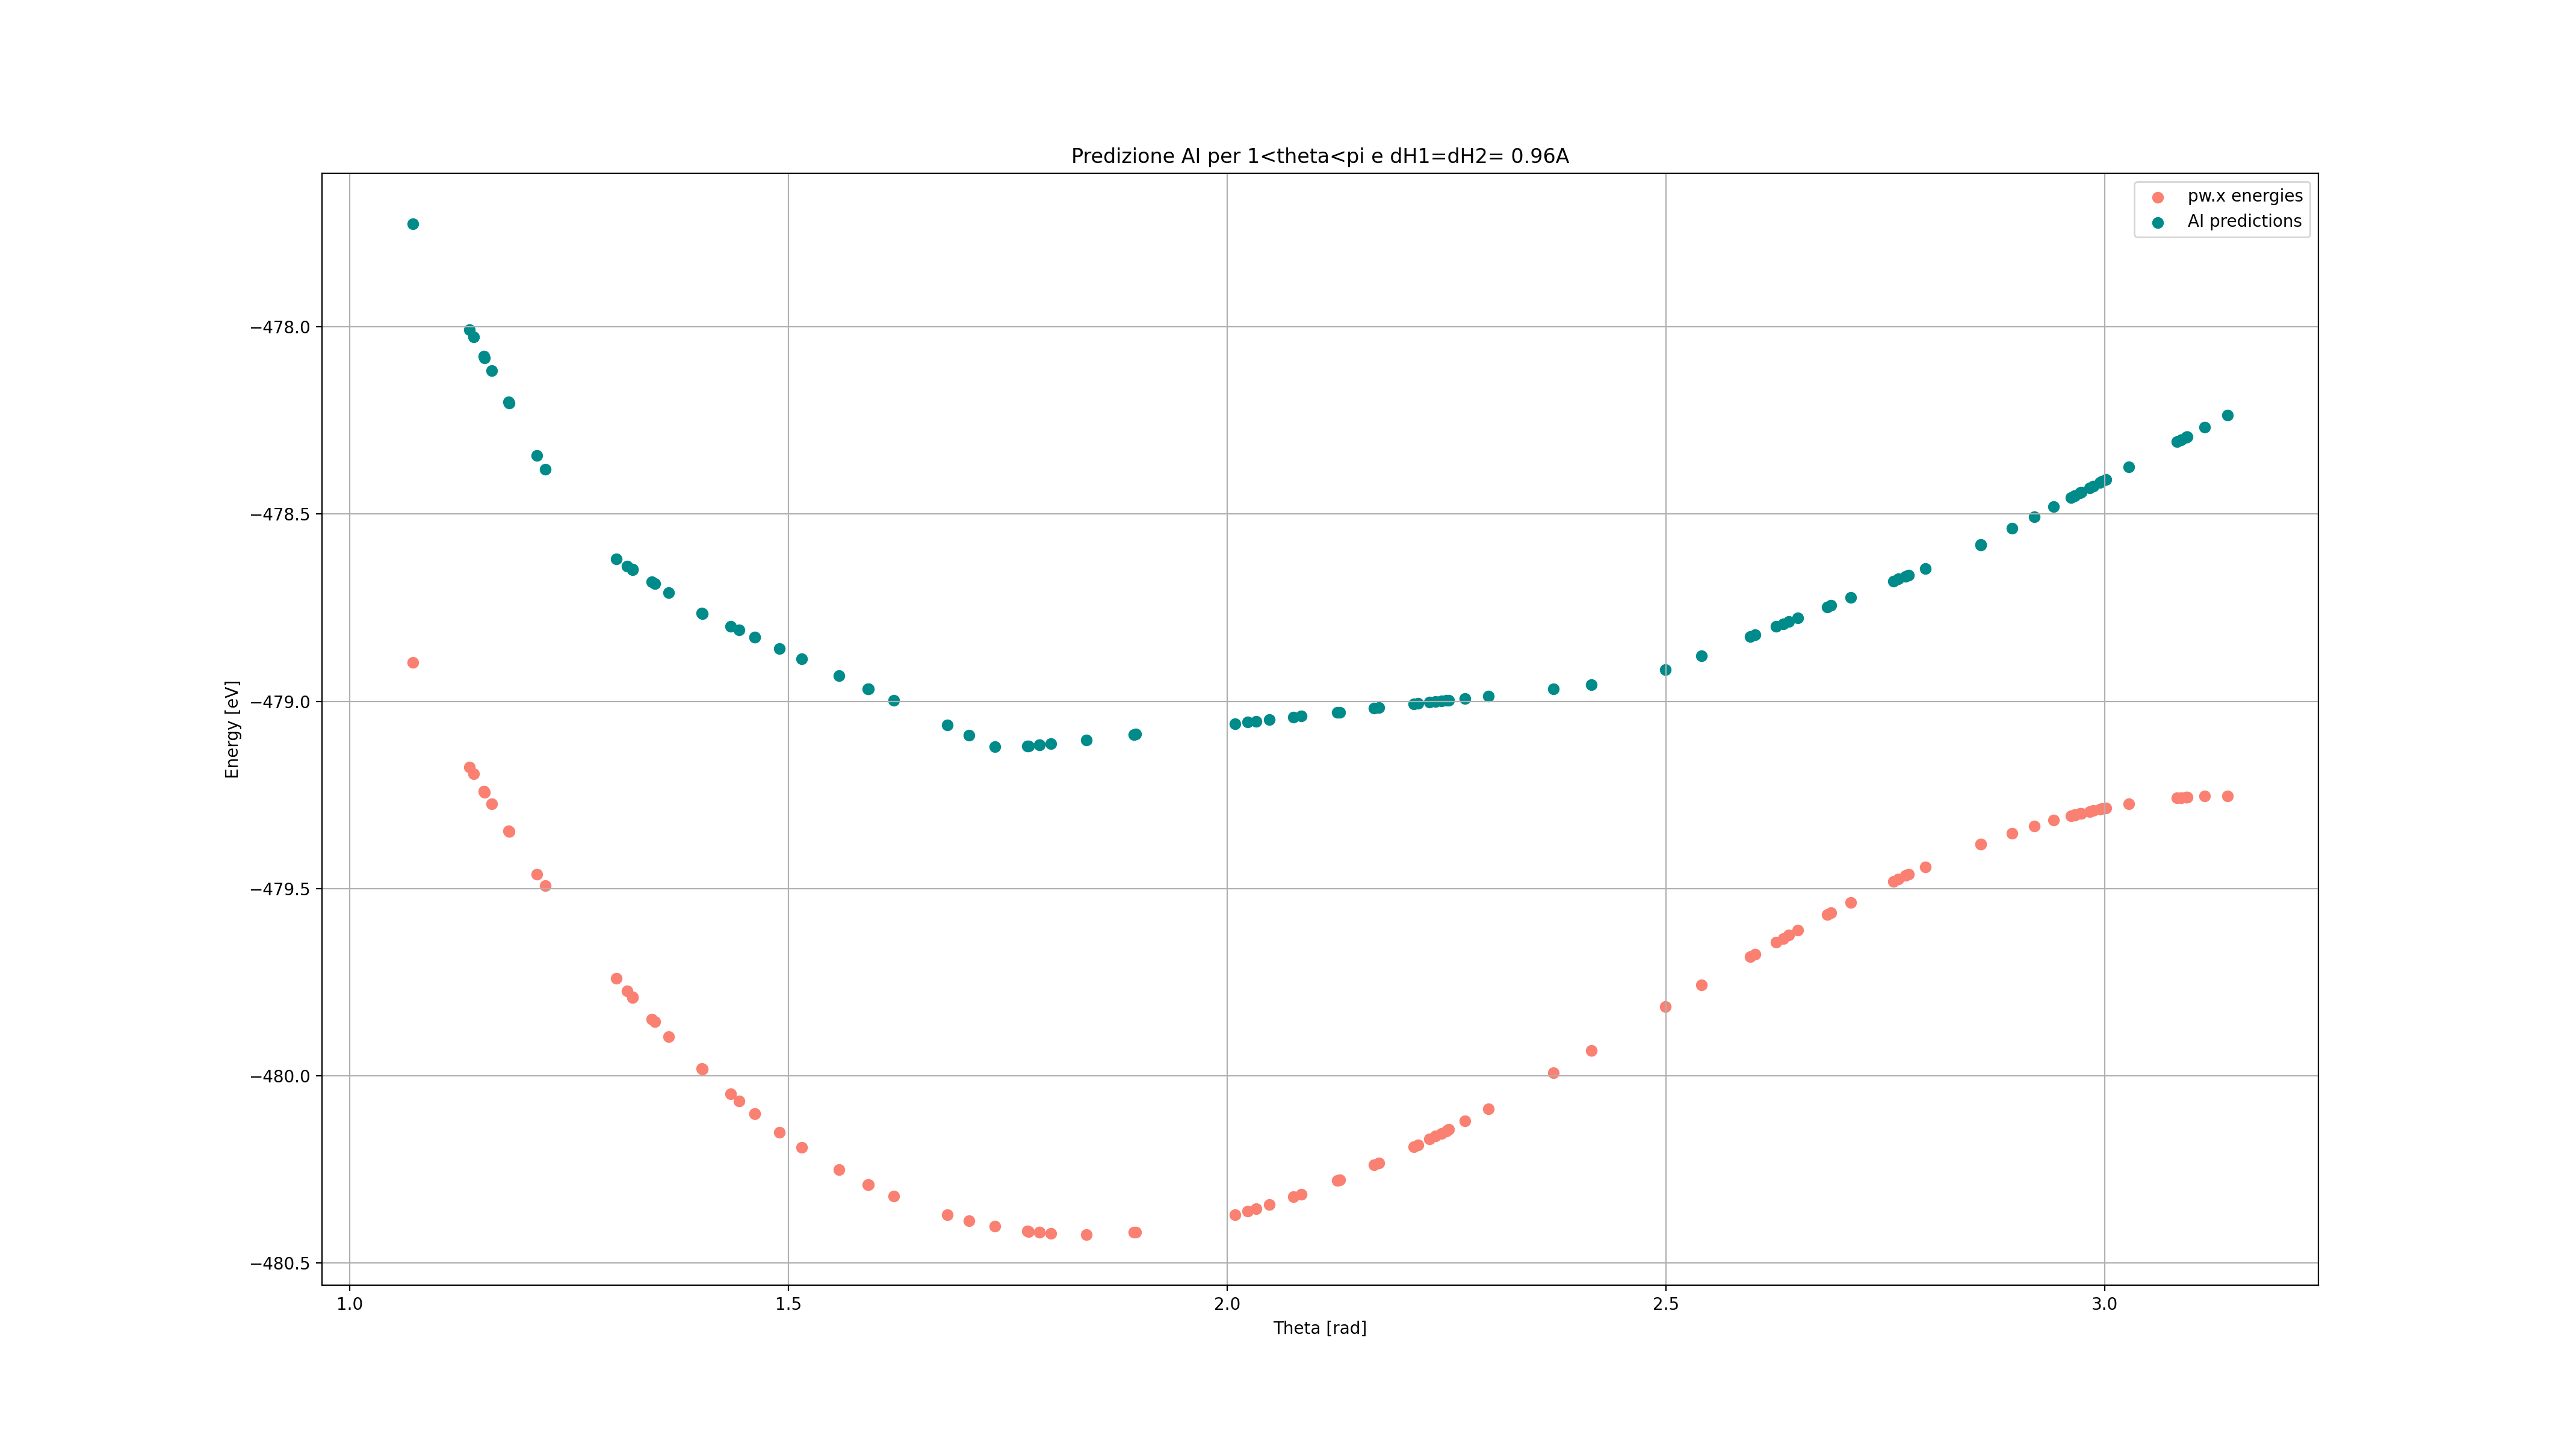 Predizione AI per 1<theta<pi e dH1=dH2= 0.96A
pw.x energies
AI predictions
Energy [eV]
−478.0
−478.5
−479.0
−479.5
−480.0
−480.5
1.0
1.5
2.0
2.5
3.0
Theta [rad]